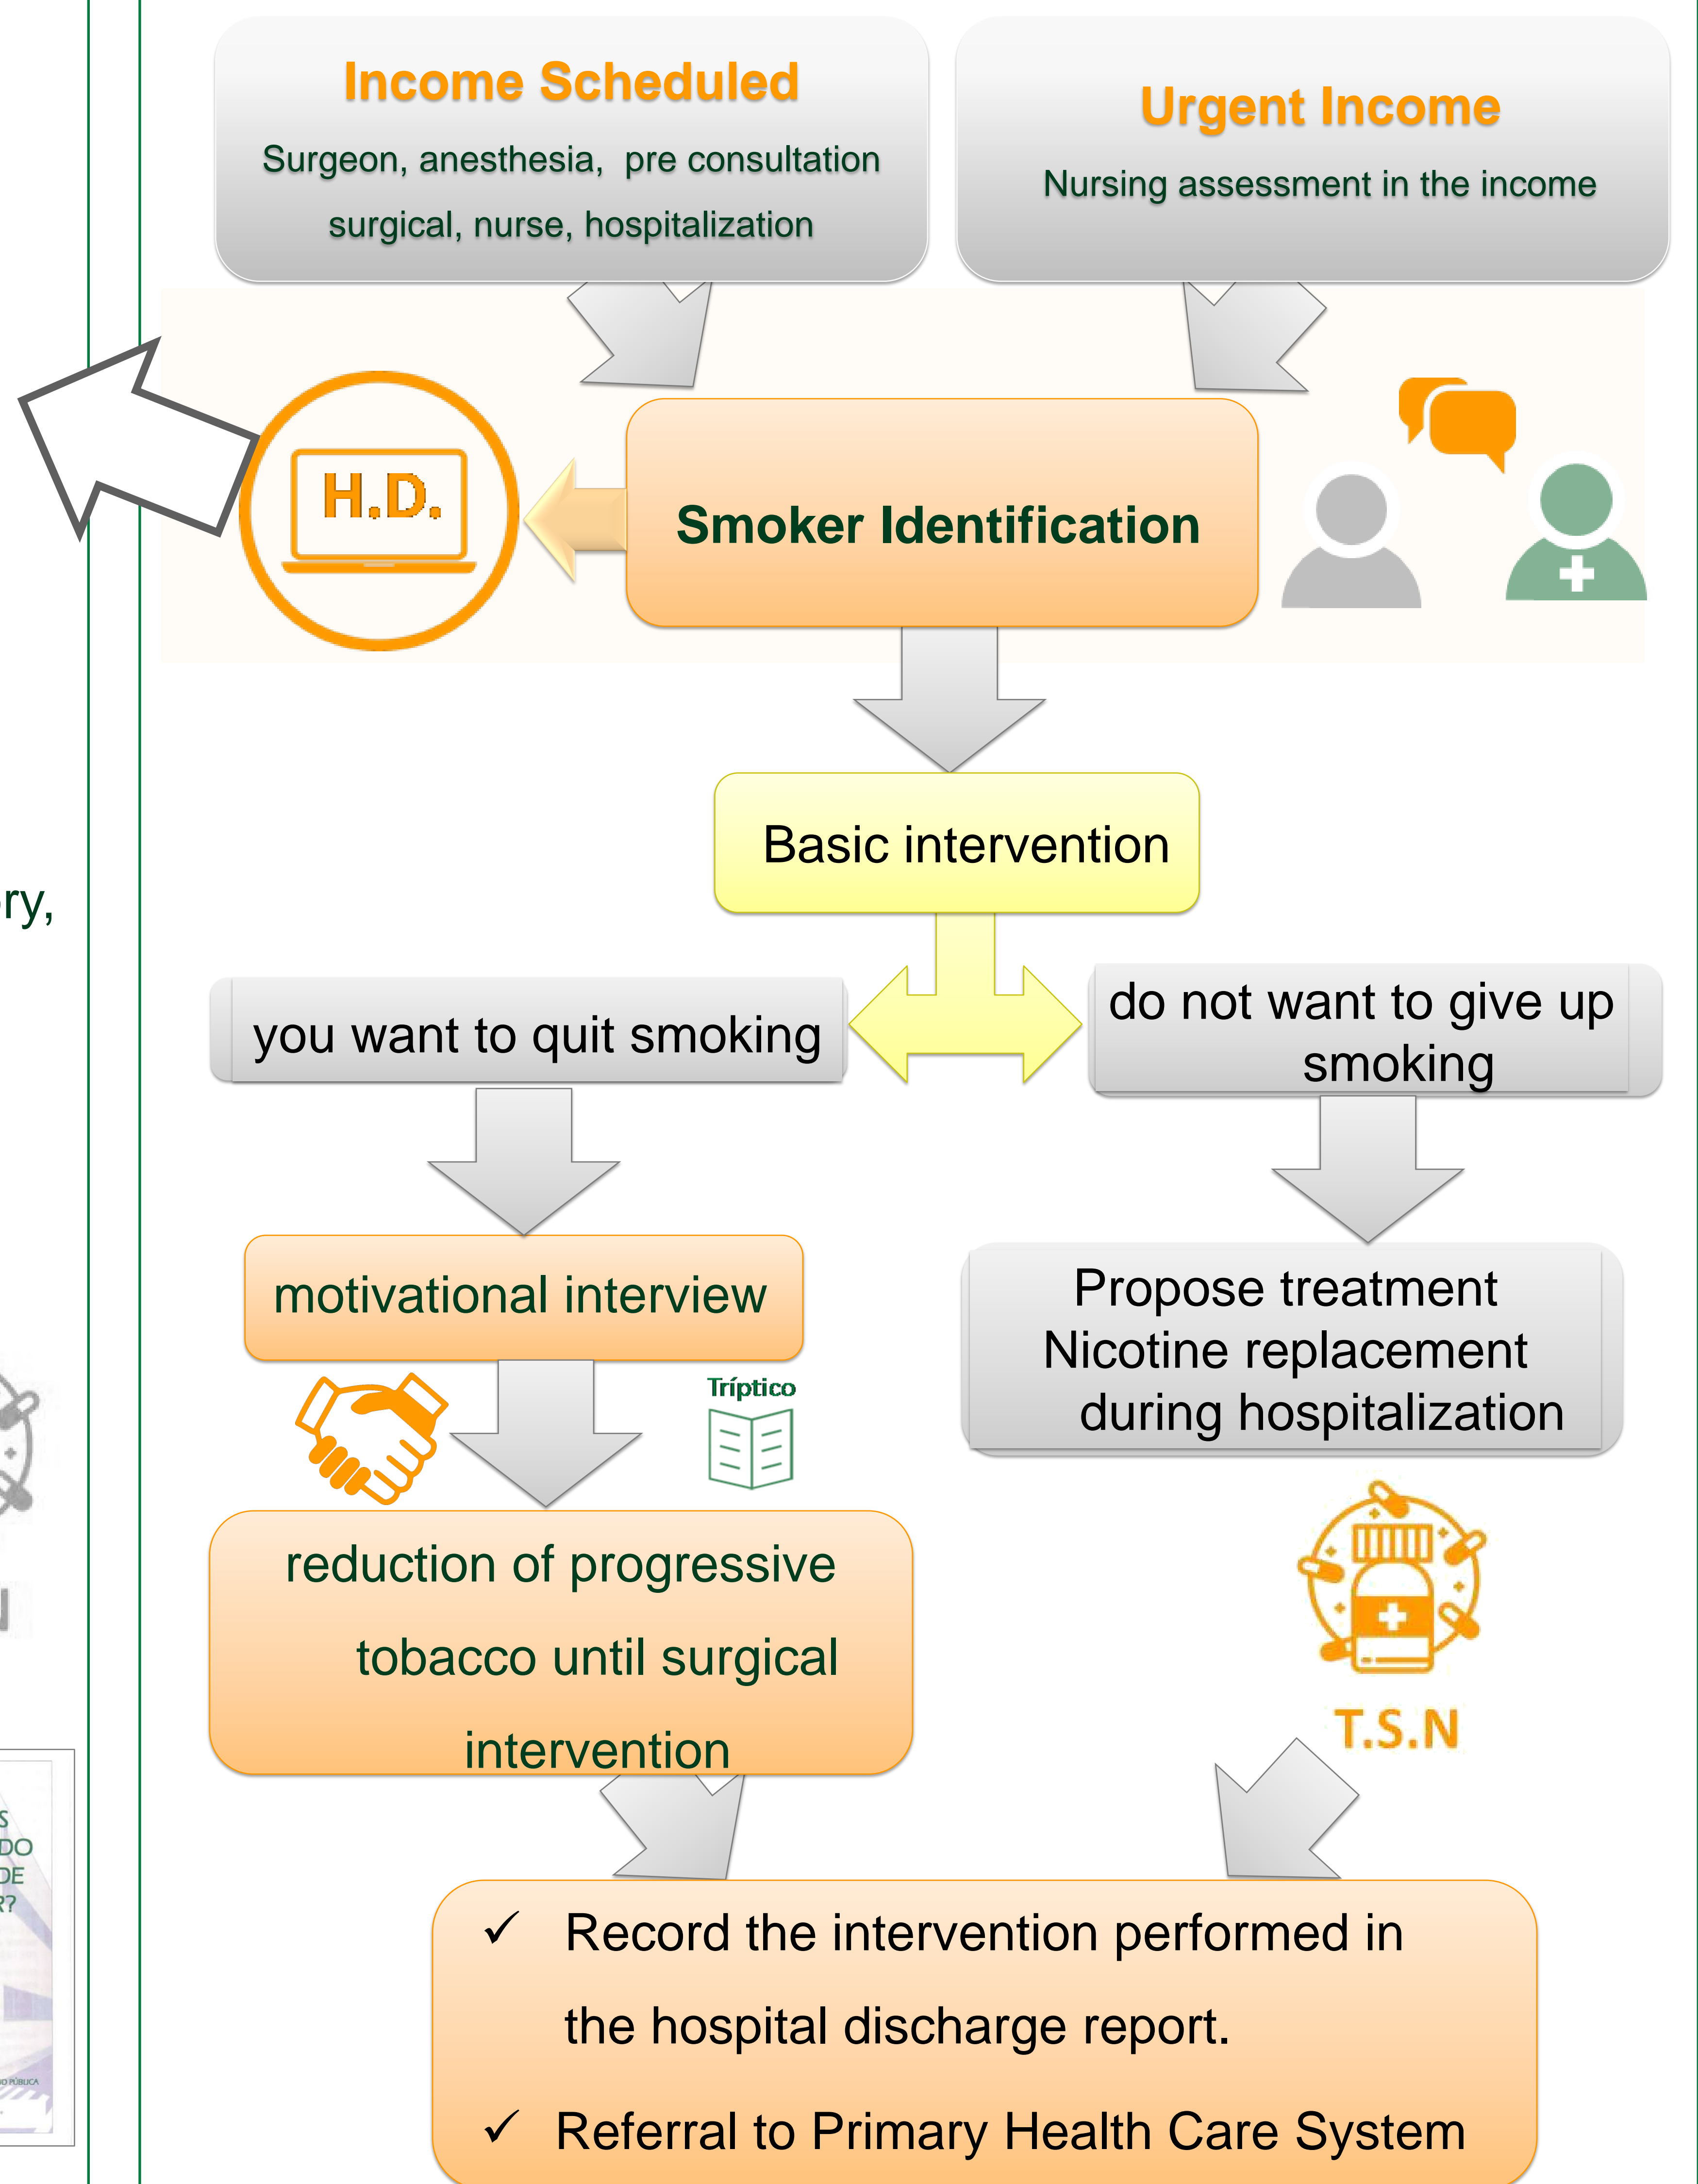 Income Scheduled
Surgeon, anesthesia, pre consultation
surgical, nurse, hospitalization
Urgent Income
Nursing assessment in the income
H.D.
Smoker Identification
Basic intervention
ry,
you want to quit smoking
do not want to give up
smoking
motivational interview
Propose treatment
Nicotine replacement
during hospitalization
Tríptico
reduction of progressive
tobacco until surgical
intervention
T.S.N
Record the intervention performed in
the hospital discharge report.
Referral to Primary Health Care System
S
DO
DE
R?
PÚBLICA